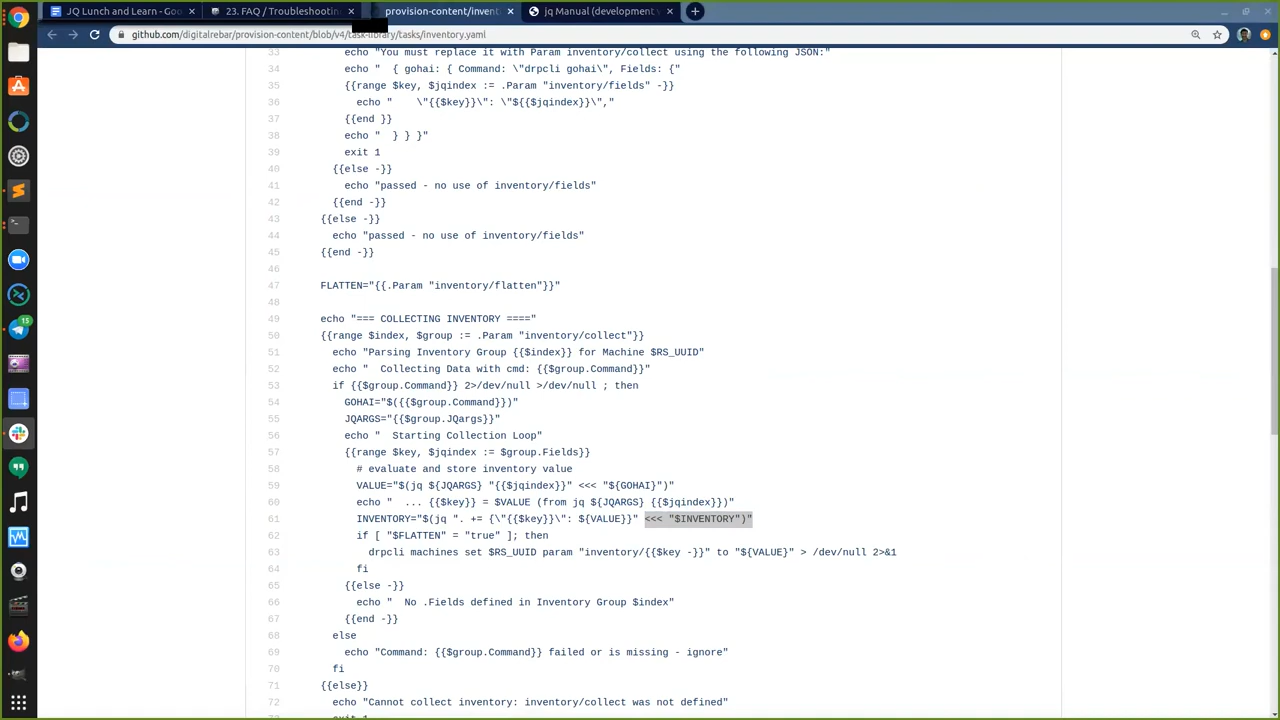 JQ Lunch and Learn - Goo
23. FAQ / Troubleshootin
provision-content/invent
jq Manual (development
github.com/digitalrebar/provision-content/blob/v4/task-library/tasks/inventory.yaml
33 echo "You must replace it with Param inventory/collect using the following JSON:"
34 echo "  { gohai: { Command: \"drpcli gohai\", Fields: {"
35 {{range $key, $jqindex := .Param "inventory/fields" -}}
36 echo "    \"{{$key}}\": \"${{$jqindex}}\","
37 {{end }}
38 echo "  } } }"
39 exit 1
40 {{else -}}
41 echo "passed - no use of inventory/fields"
42 {{end -}}
43 {{else -}}
44 echo "passed - no use of inventory/fields"
45 {{end -}}
46
47 FLATTEN="{{.Param "inventory/flatten"}}"
48
49 echo "=== COLLECTING INVENTORY ===="
50 {{range $index, $group := .Param "inventory/collect"}}
51 echo "Parsing Inventory Group {{$index}} for Machine $RS_UUID"
52 echo "  Collecting Data with cmd: {{$group.Command}}"
53 if {{$group.Command}} 2>/dev/null >/dev/null ; then
54 GOHAI="$({{$group.Command}})"
55 JQARGS="{{$group.JQargs}}"
56 echo "  Starting Collection Loop"
57 {{range $key, $jqindex := $group.Fields}}
58 # evaluate and store inventory value
59 VALUE="$(jq ${JQARGS} "{{$jqindex}}" <<< "${GOHAI}")"
60 echo "  ... {{$key}} = $VALUE (from jq ${JQARGS} {{$jqindex}})"
61 INVENTORY="$(jq ". += {\"{{$key}}\": ${VALUE}}" <<< "$INVENTORY")"
62 if [ "$FLATTEN" = "true" ]; then
63 drpcli machines set $RS_UUID param "inventory/{{$key -}}" to "${VALUE}" > /dev/null 2>&1
64 fi
65 {{else -}}
66 echo "  No .Fields defined in Inventory Group $index"
67 {{end -}}
68 else
69 echo "Command: {{$group.Command}} failed or is missing - ignore"
70 fi
71 {{else}}
72 echo "Cannot collect inventory: inventory/collect was not defined"
exit 1
15